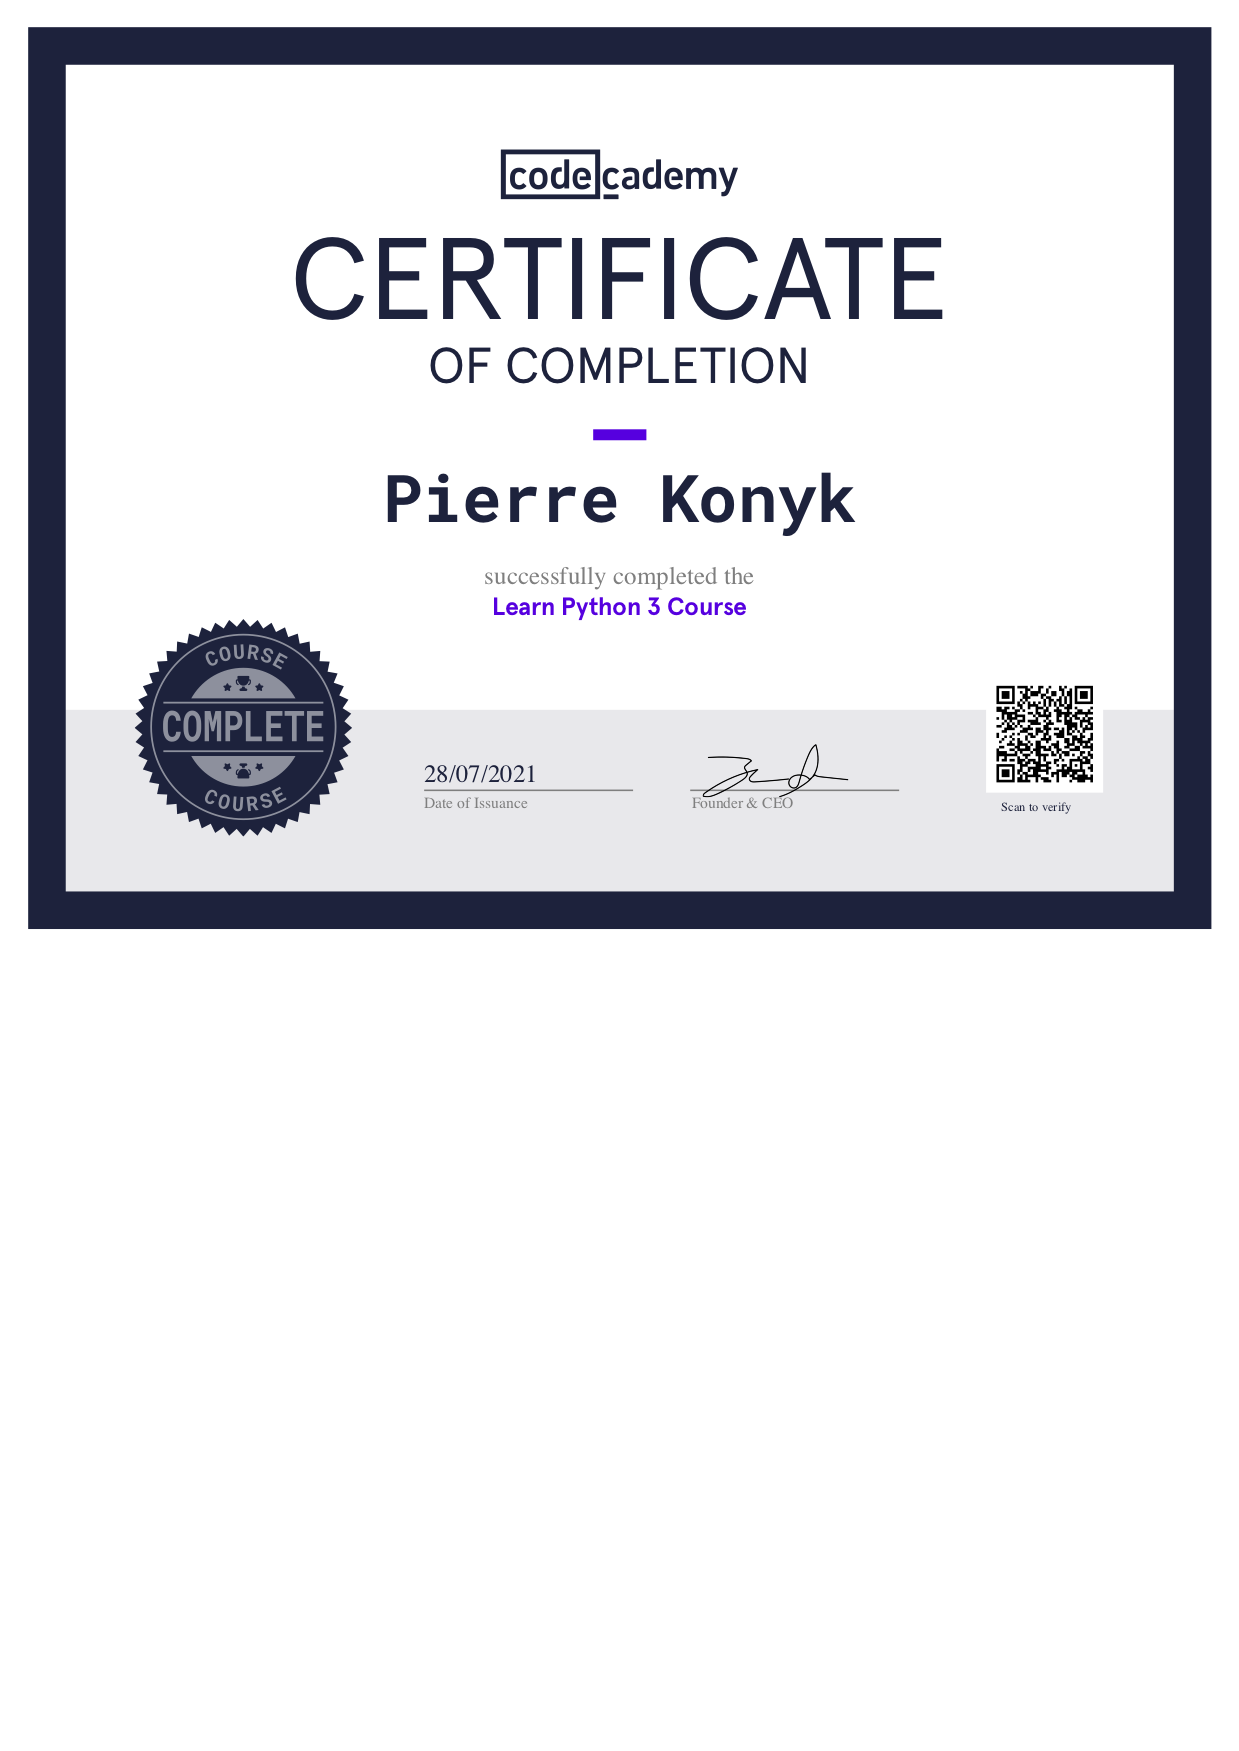 codecademy
CERTIFICATE
OF COMPLETION
Pierre Konyk
successfully completed the
Learn Python 3 Course
COURSE
COMPLETE
COURSE
28/07/2021
Date of Issuance
Founder & CEO
Scan to verify